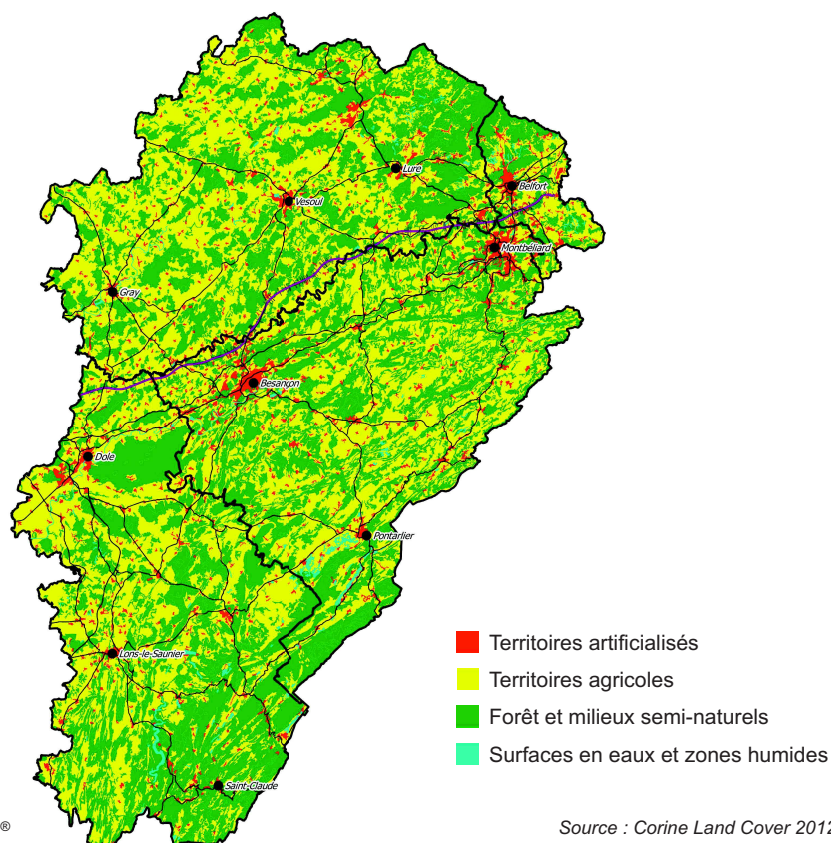 Lure
Belfort
Vesoul
Montbéliard
Gray
Besançon
Dole
Pontarlier
Lons-le-Saunier
Saint-Claude
Territoires artificialisés
Territoires agricoles
Forêt et milieux semi-naturels
Surfaces en eaux et zones humides
®
Source : Corine Land Cover 2012